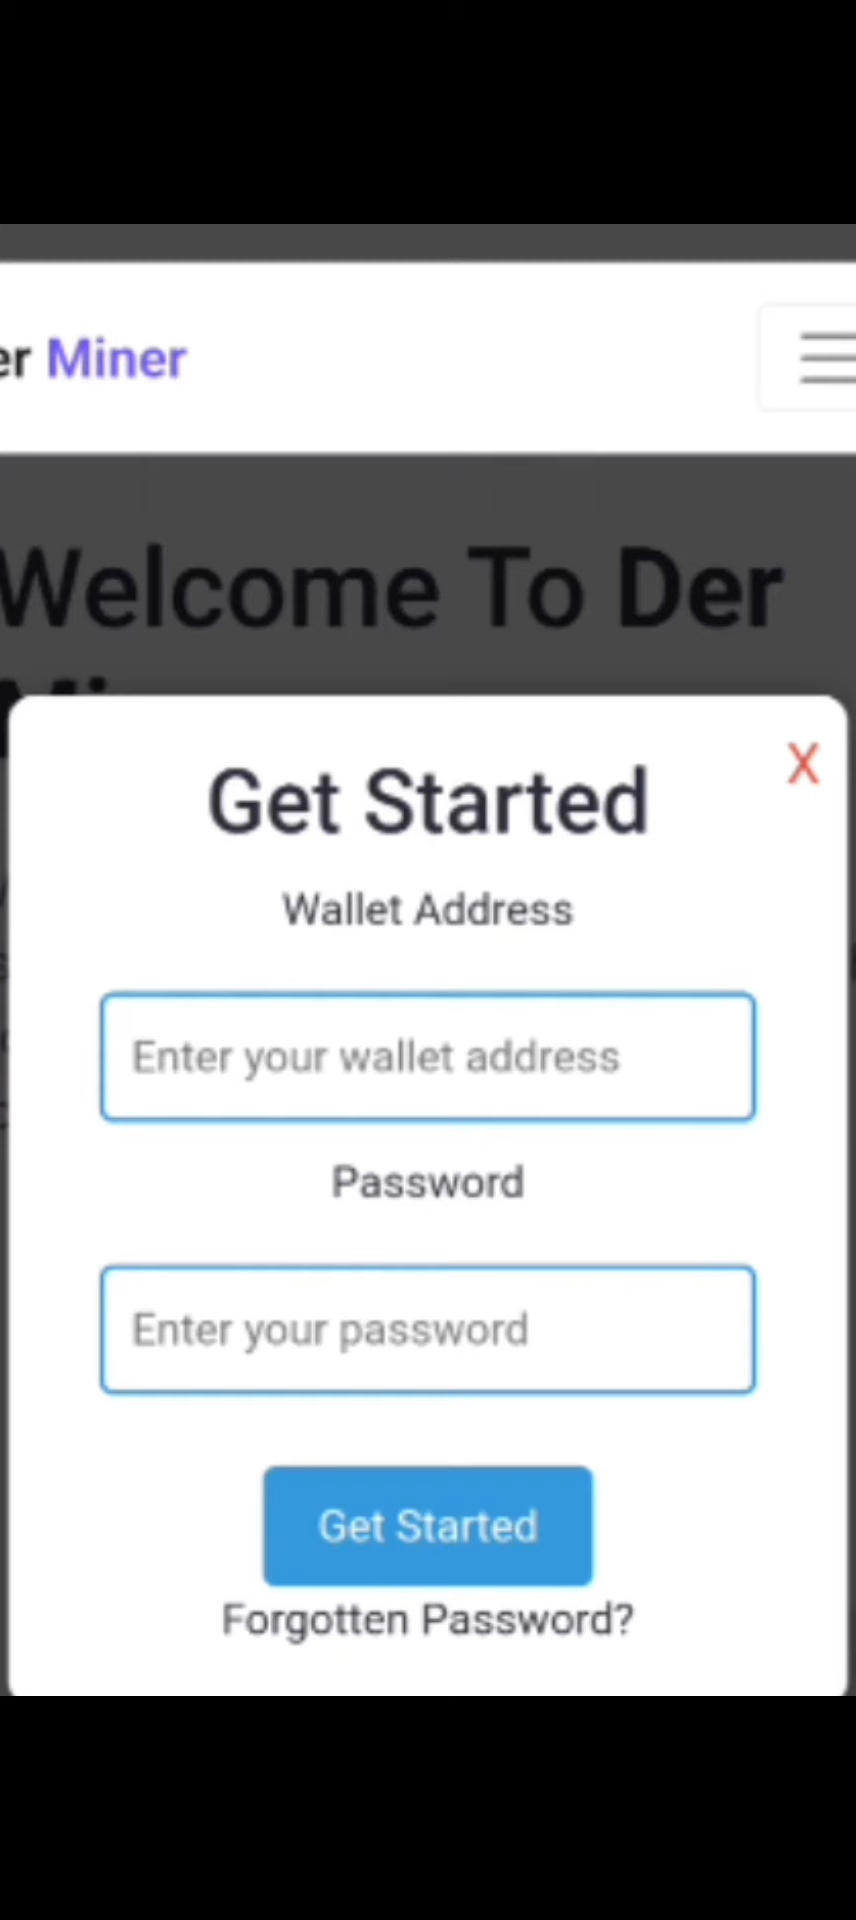 er Miner
Welcome To Der
X
Get Started
Wallet Address
Enter your wallet address
Password
Enter your password
Get Started
Forgotten Password?